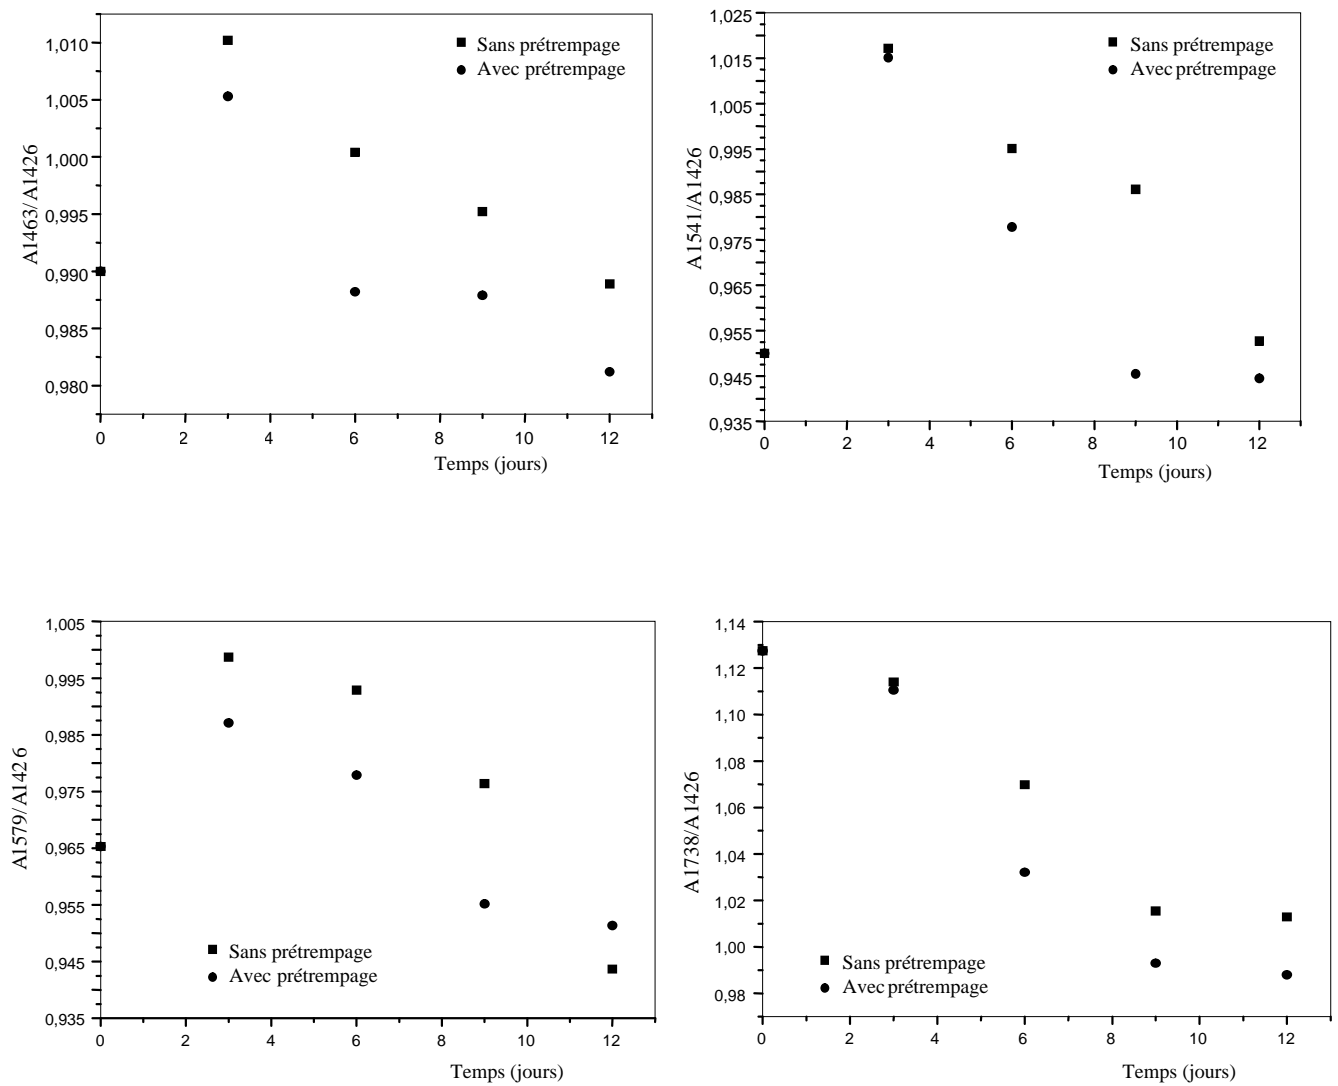 1,010
1,005
1,000
0,995
0,990
0,985
0,980
A1463/A1426
Sans prétrempage
Avec prétrempage
0 2 4 6 8 10 12
Temps (jours)
1,025
1,015
1,005
0,995
0,985
0,975
0,965
0,955
0,945
0,935
A1541/A1426
Sans prétrempage
Avec prétrempage
0 2 4 6 8 10 12
Temps (jours)
1,005
0,995
0,985
0,975
0,965
0,955
0,945
0,935
A1579/A1426
Sans prétrempage
Avec prétrempage
0 2 4 6 8 10 12
Temps (jours)
1,14
1,12
1,10
1,08
1,06
1,04
1,02
1,00
0,98
A1738/A1426
Sans prétrempage
Avec prétrempage
0 2 4 6 8 10 12
Temps (jours)